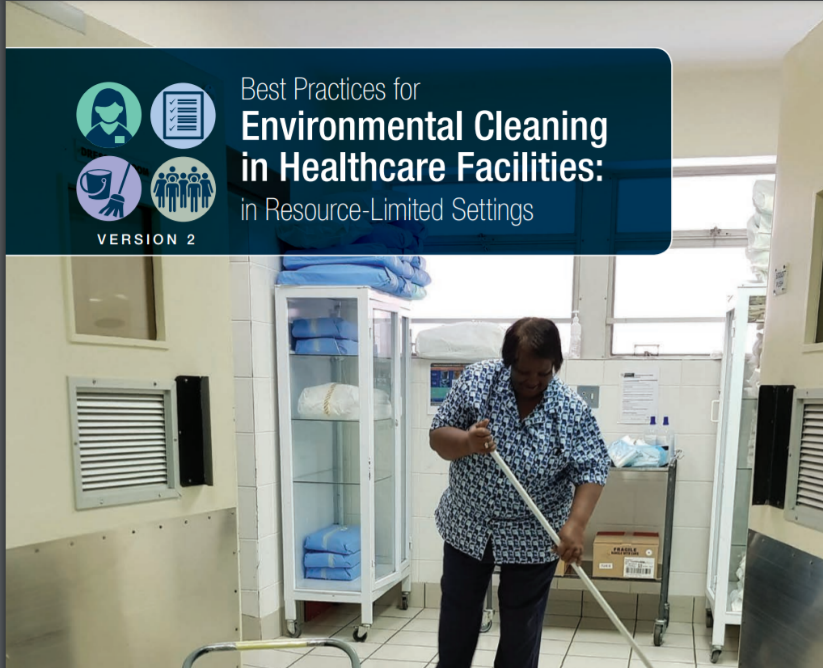 Best Practices for
Environmental Cleaning
in Healthcare Facilities:
in Resource-Limited Settings
VERSION 2
FRAGILE